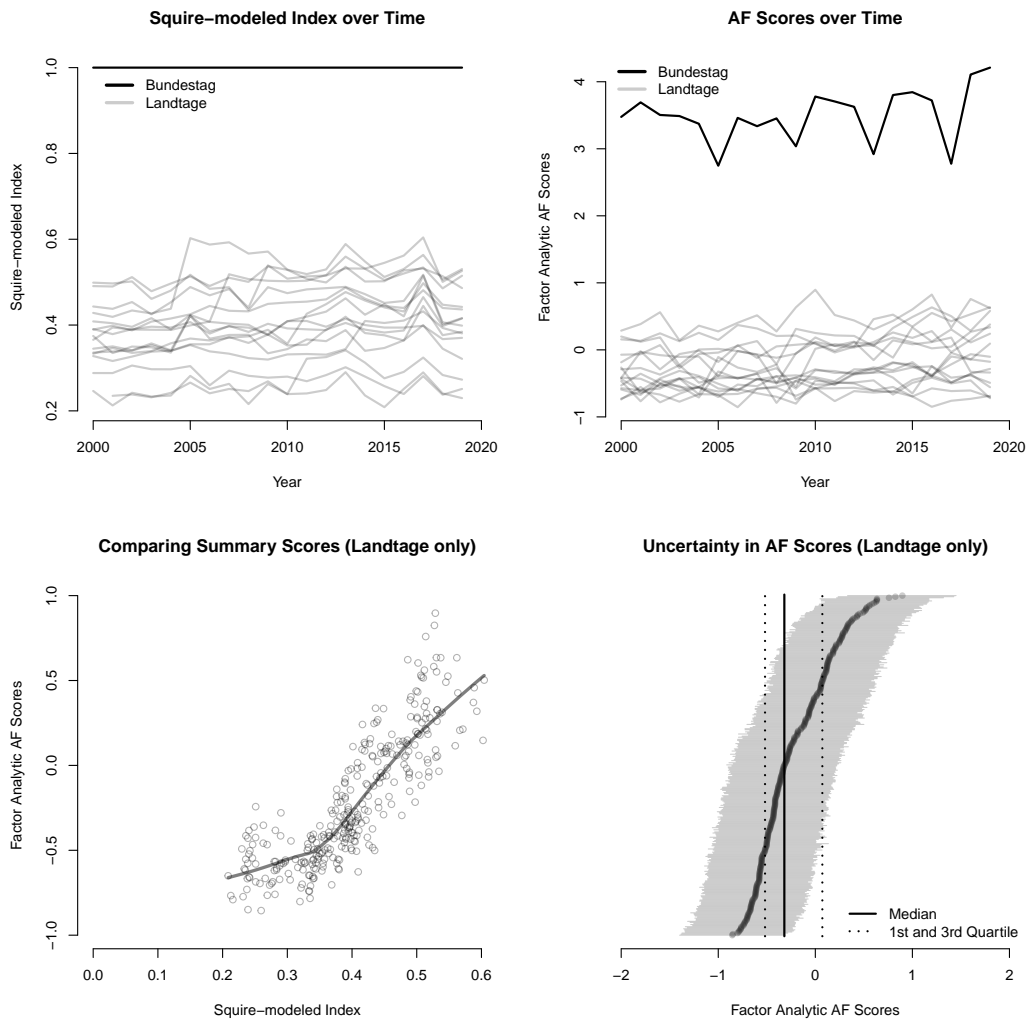 Squire−modeled Index over Time
Squire−modeled Index
1.0
0.8
0.6
0.4
0.2
Bundestag
Landtage
2000 2005 2010 2015 2020
Year
AF Scores over Time
Factor Analytic AF Scores
4
3
2
1
0
−1
Bundestag
Landtage
2000 2005 2010 2015 2020
Year
Comparing Summary Scores (Landtage only)
Factor Analytic AF Scores
1.0
0.5
0.0
−0.5
−1.0
0.0 0.1 0.2 0.3 0.4 0.5 0.6
Squire−modeled Index
Uncertainty in AF Scores (Landtage only)
Median
1st and 3rd Quartile
−2 −1 0 1 2
Factor Analytic AF Scores